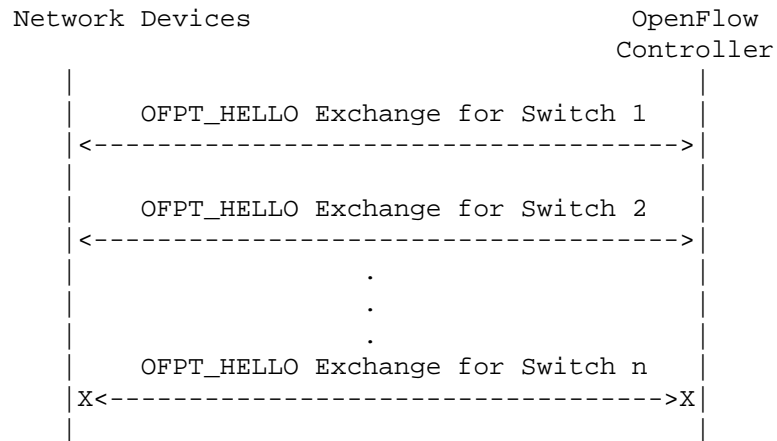 Network Devices OpenFlow
Controller
OFPT_HELLO Exchange for Switch 1
|<------------------------------------->|
OFPT_HELLO Exchange for Switch 2
|<------------------------------------->|
.
.
.
OFPT_HELLO Exchange for Switch n
|X<----------------------------------->X|